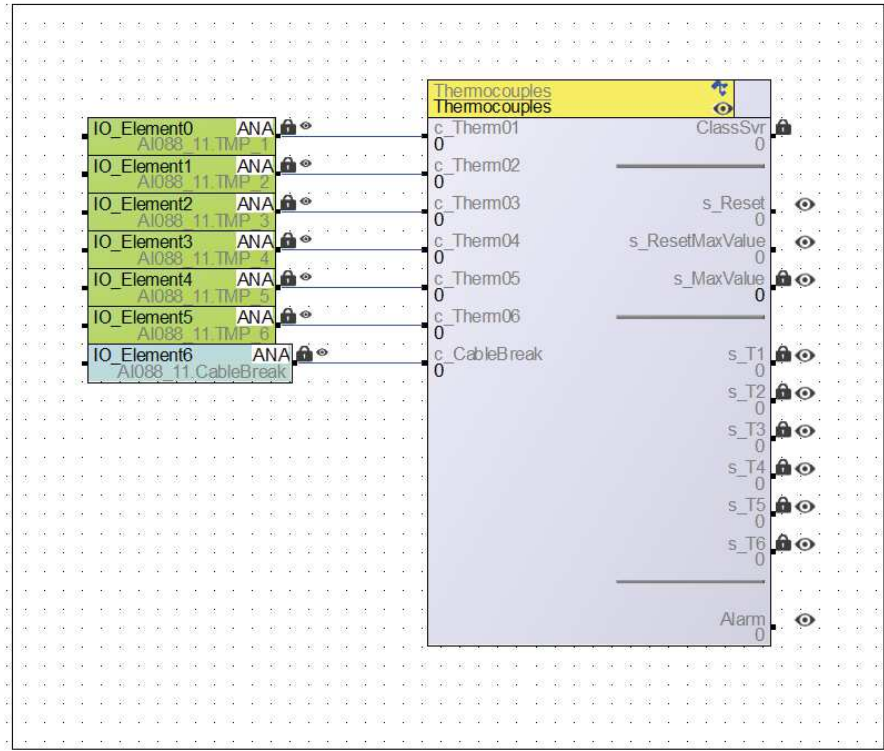 Thermocouples
Thermocouples
IO_Element0 ANA
AI088_11.TMP_1
IO_Element1 ANA
AI088_11.TMP_2
IO_Element2 ANA
AI088_11.TMP_3
IO_Element3 ANA
AI088_11.TMP_4
IO_Element4 ANA
AI088_11.TMP_5
IO_Element5 ANA
AI088_11.TMP_6
IO_Element6 ANA
AI088_11.CableBreak
c_Therm01
0
c_Therm02
0
c_Therm03
0
c_Therm04
0
c_Therm05
0
c_Therm06
0
c_CableBreak
0
ClassSvr
0
s_Reset
0
s_ResetMaxValue
0
s_MaxValue
0
s_T1
0
s_T2
0
s_T3
0
s_T4
0
s_T5
0
s_T6
0
Alarm
0